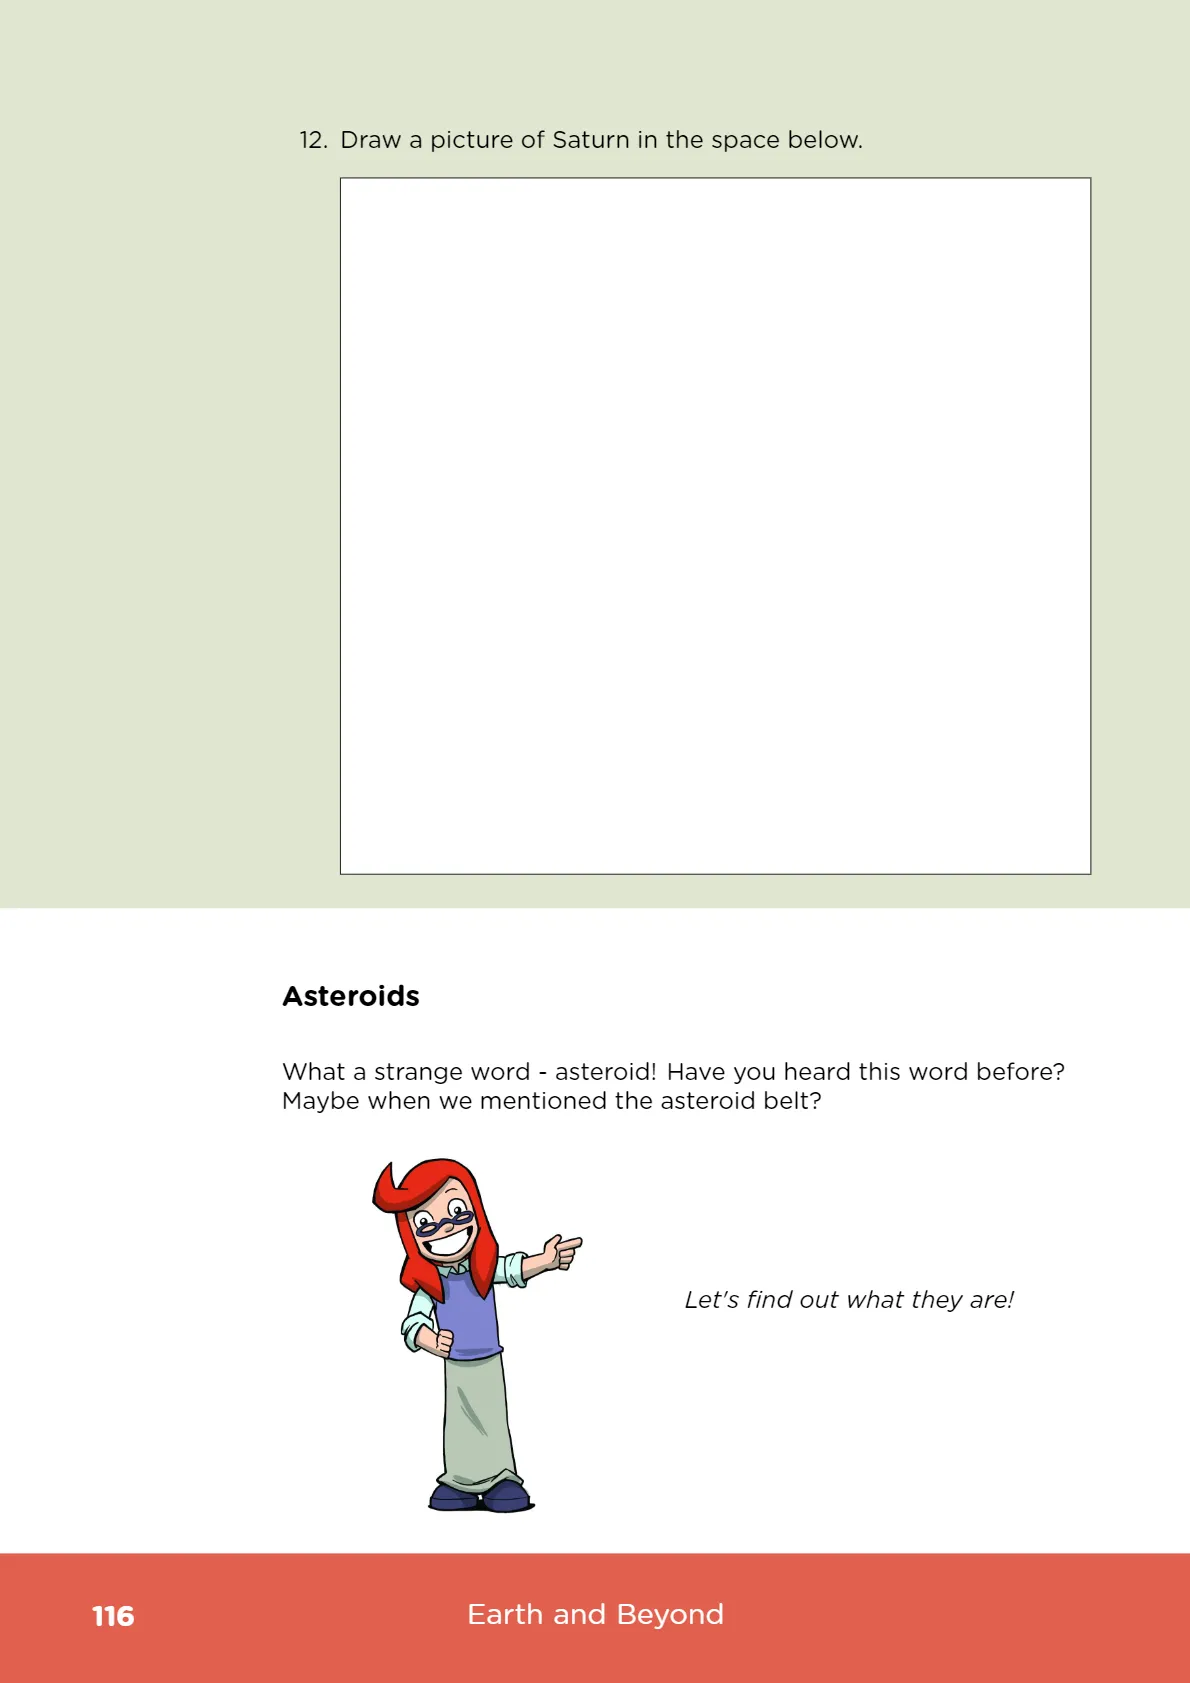 12. Draw a picture of Saturn in the space below.
Asteroids
What a strange word - asteroid! Have you heard this word before?
Maybe when we mentioned the asteroid belt?
Let's find out what they are!
116
Earth and Beyond